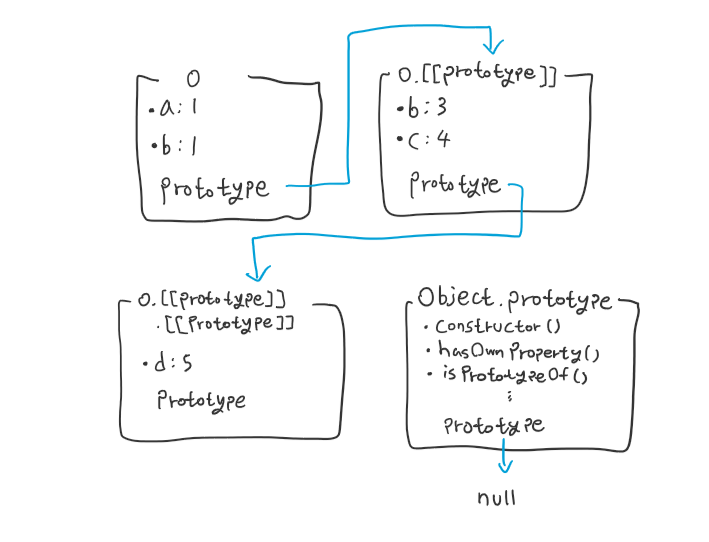 O
・a:1
・b:1
Prototype
O.[[prototype]]
・b:3
・c:4
Prototype
O.[[prototype]]
.[[Prototype]]
・d:5
Prototype
Object.prototype
・Constructor()
・hasOwnProperty()
・isPrototypeOf()
⋮
Prototype
null